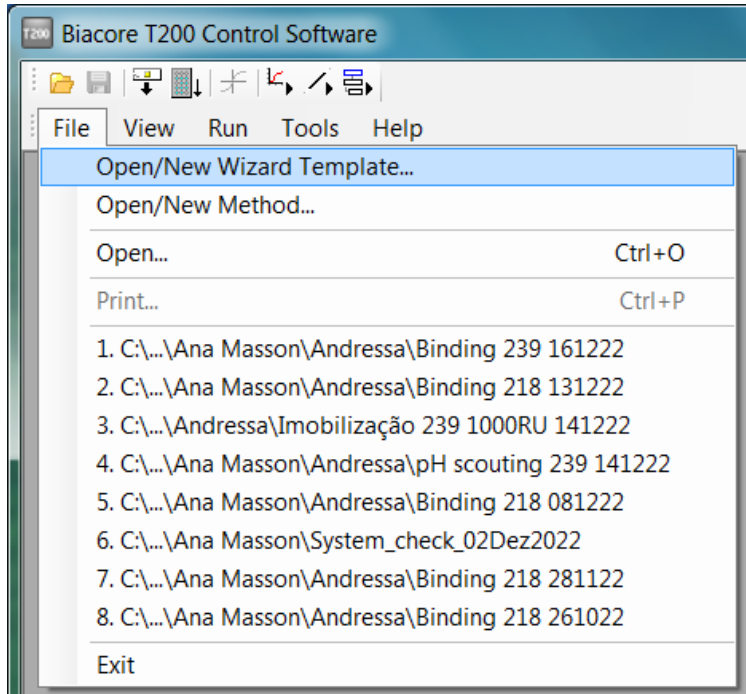 T200 Biacore T200 Control Software
File View Run Tools Help
Open/New Wizard Template...
Open/New Method...
Open... Ctrl+O
Print... Ctrl+P
1. C:\...\Ana Masson\Andressa\Binding 239 161222
2. C:\...\Ana Masson\Andressa\Binding 218 131222
3. C:\...\Andressa\Imobilização 239 1000RU 141222
4. C:\...\Ana Masson\Andressa\pH scouting 239 141222
5. C:\...\Ana Masson\Andressa\Binding 218 081222
6. C:\...\Ana Masson\System_check_02Dez2022
7. C:\...\Ana Masson\Andressa\Binding 218 281122
8. C:\...\Ana Masson\Andressa\Binding 218 261022
Exit